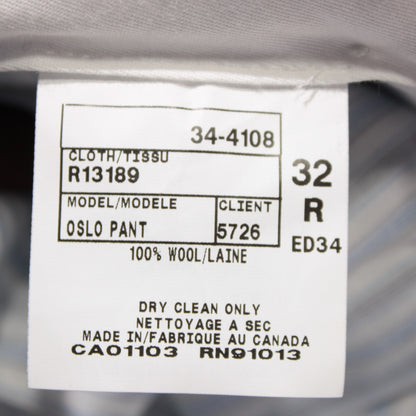 34-4108
CLOTH/TISSU
R13189
32
MODEL/MODELE CLIENT
R
OSLO PANT 5726
ED34
100% WOOL/LAINE
DRY CLEAN ONLY
NETTOYAGE A SEC
MADE IN/FABRIQUE AU CANADA
CA01103 RN91013